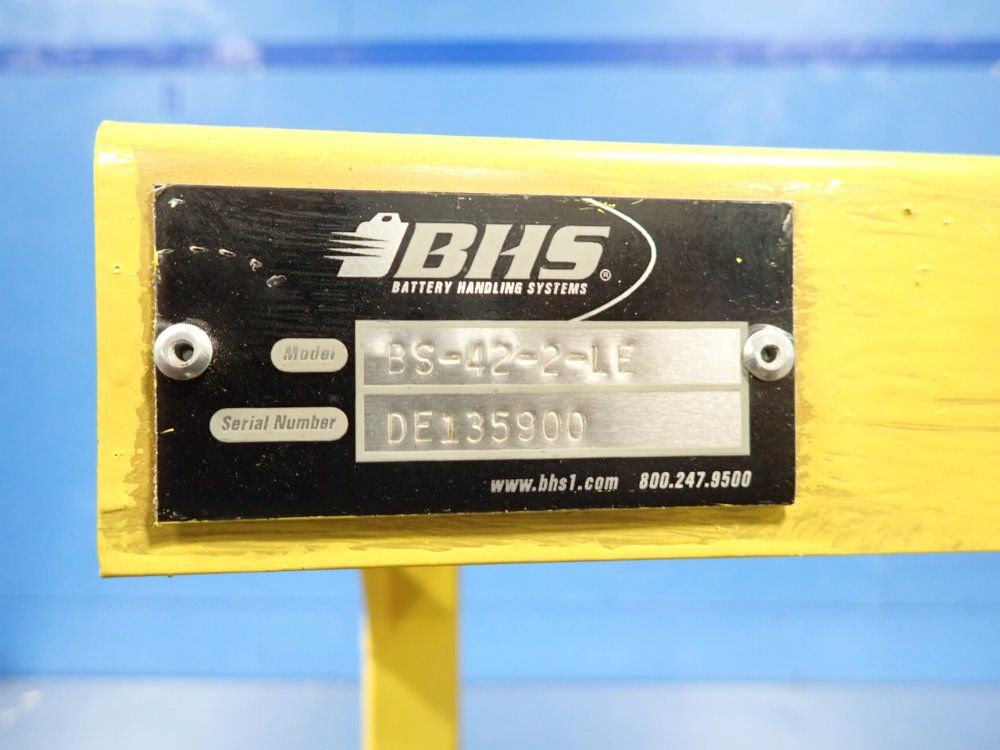 BHS®
BATTERY HANDLING SYSTEMS
Model BS-42-2-LE
Serial Number DE135900
www.bhs1.com 800.247.9500